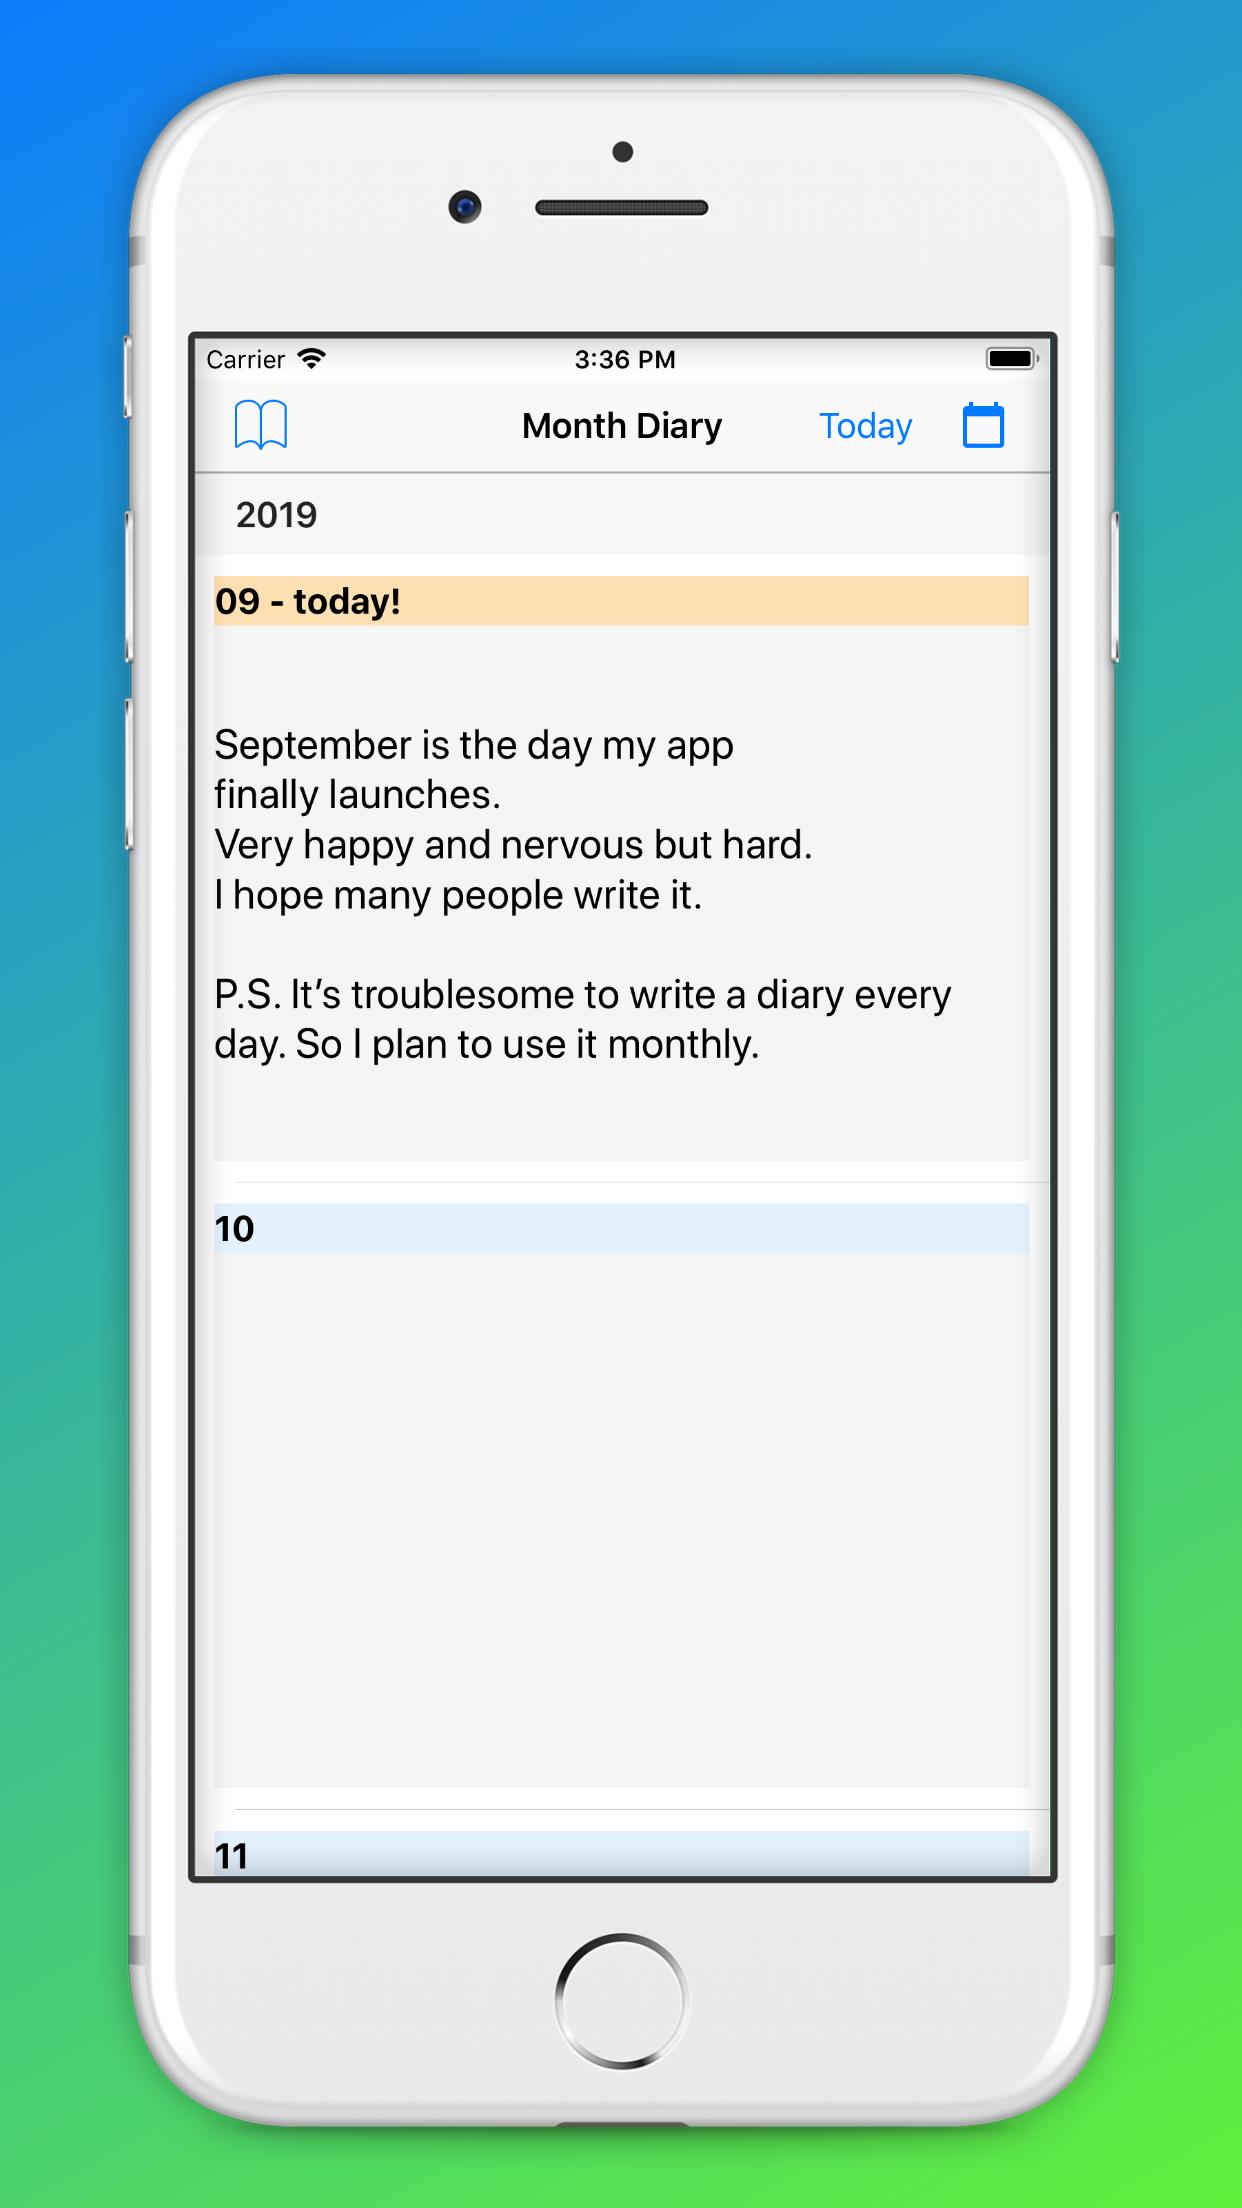 Carrier 3:36 PM
Month Diary Today
2019
09 - today!
September is the day my app
finally launches.
Very happy and nervous but hard.
I hope many people write it.
P.S. It’s troublesome to write a diary every
day. So I plan to use it monthly.
10
11